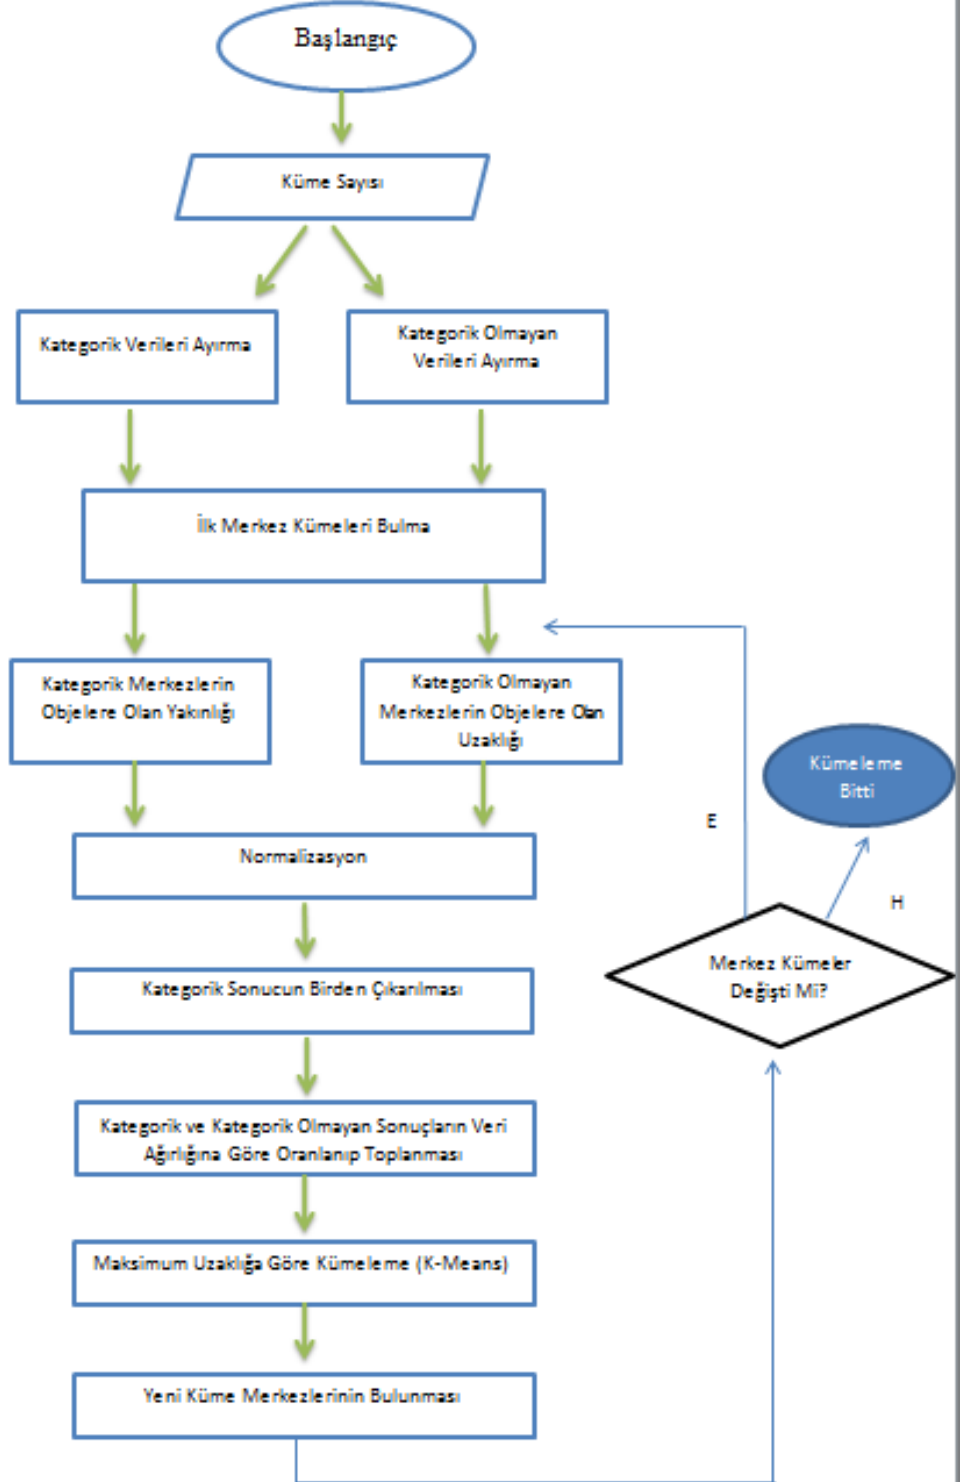 Başlangıç
Küme Sayısı
Kategorik Verileri Ayırma
Kategorik Olmayan
Verileri Ayırma
İlk Merkez Kümeleri Bulma
Kategorik Merkezlerin
Objelere Olan Yakınlığı
Kategorik Olmayan
Merkezlerin Objelere Olan
Uzaklığı
Kümeleme
Bitti
E
H
Normalizasyon
Merkez Kümeler
Değişti Mi?
Kategorik Sonucun Birden Çıkarılması
Kategorik ve Kategorik Olmayan Sonuçların Veri
Ağırlığına Göre Oranlanıp Toplanması
Maksimum Uzaklığa Göre Kümeleme (K-Means)
Yeni Küme Merkezlerinin Bulunması